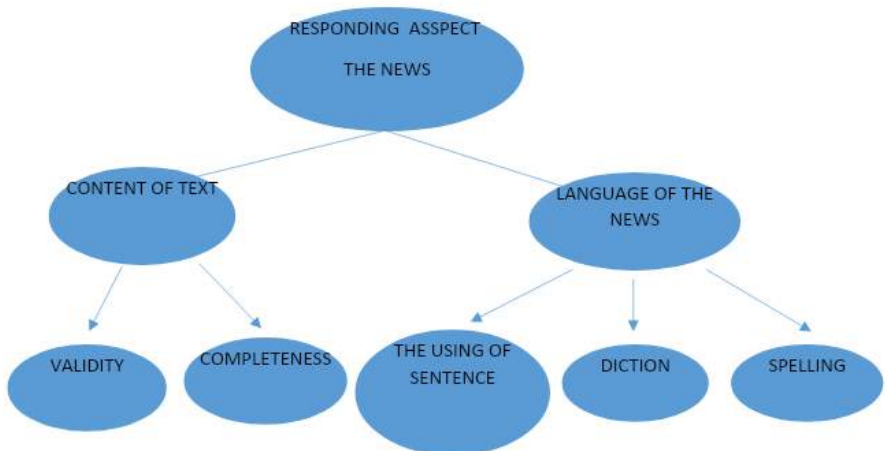 RESPONDING ASSPECT
THE NEWS
CONTENT OF TEXT
LANGUAGE OF THE
NEWS
VALIDITY
COMPLETENESS
THE USING OF
SENTENCE
DICTION
SPELLING